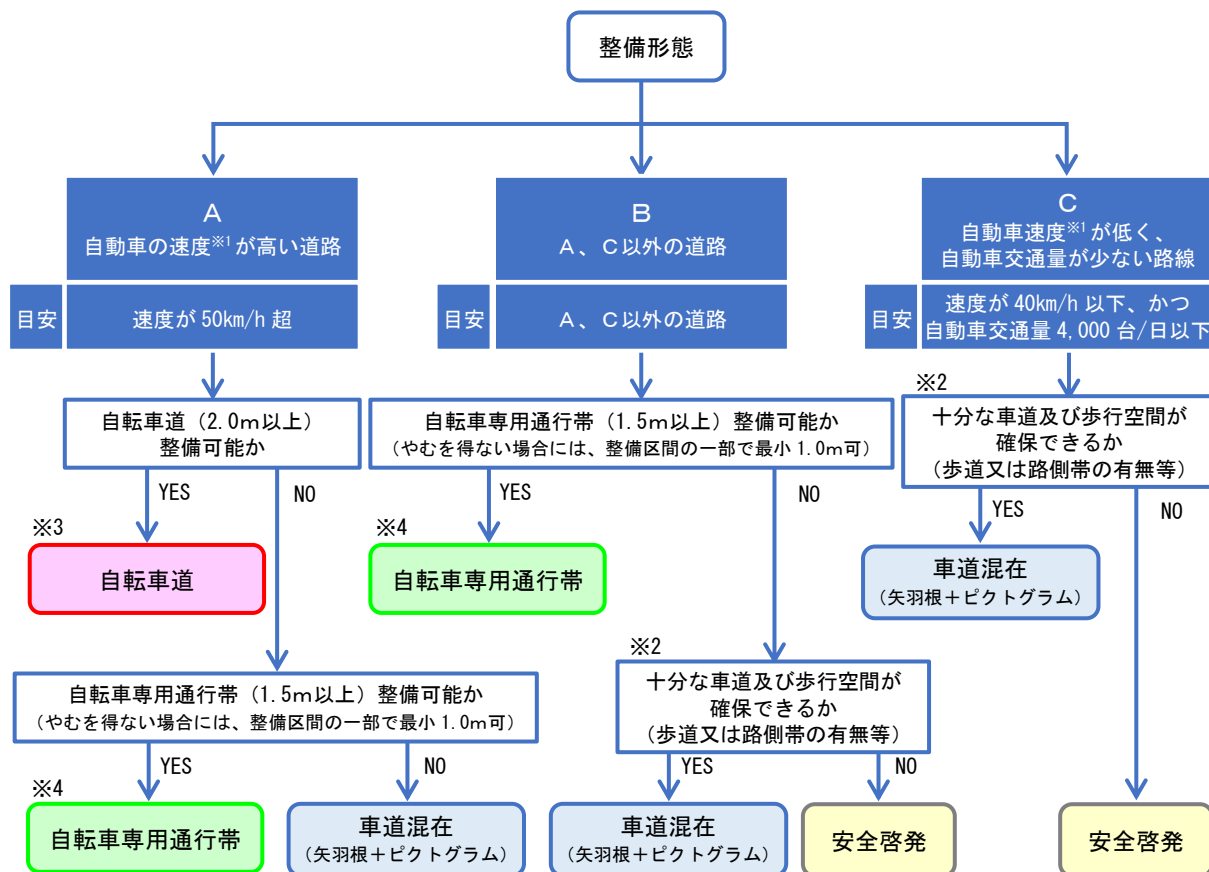 整備形態
A
自動車の速度※1が高い道路
目安
速度が50km/h超
B
A、C以外の道路
目安
A、C以外の道路
C
自動車速度※1が低く、
自動車交通量が少ない路線
目安
速度が40km/h以下、かつ
自動車交通量4,000台/日以下
自転車道（2.0m以上）
整備可能か
YES
NO
※3
自転車道
自転車専用通行帯（1.5m以上）整備可能か
（やむを得ない場合には、整備区間の一部で最小1.0m可）
YES
NO
※4
自転車専用通行帯
車道混在
（矢羽根＋ピクトグラム）
自転車専用通行帯（1.5m以上）整備可能か
（やむを得ない場合には、整備区間の一部で最小1.0m可）
YES
NO
※4
自転車専用通行帯
※2
十分な車道及び歩行空間が
確保できるか
（歩道又は路側帯の有無等）
YES
NO
車道混在
（矢羽根＋ピクトグラム）
安全啓発
※2
十分な車道及び歩行空間が
確保できるか
（歩道又は路側帯の有無等）
YES
NO
車道混在
（矢羽根＋ピクトグラム）
安全啓発